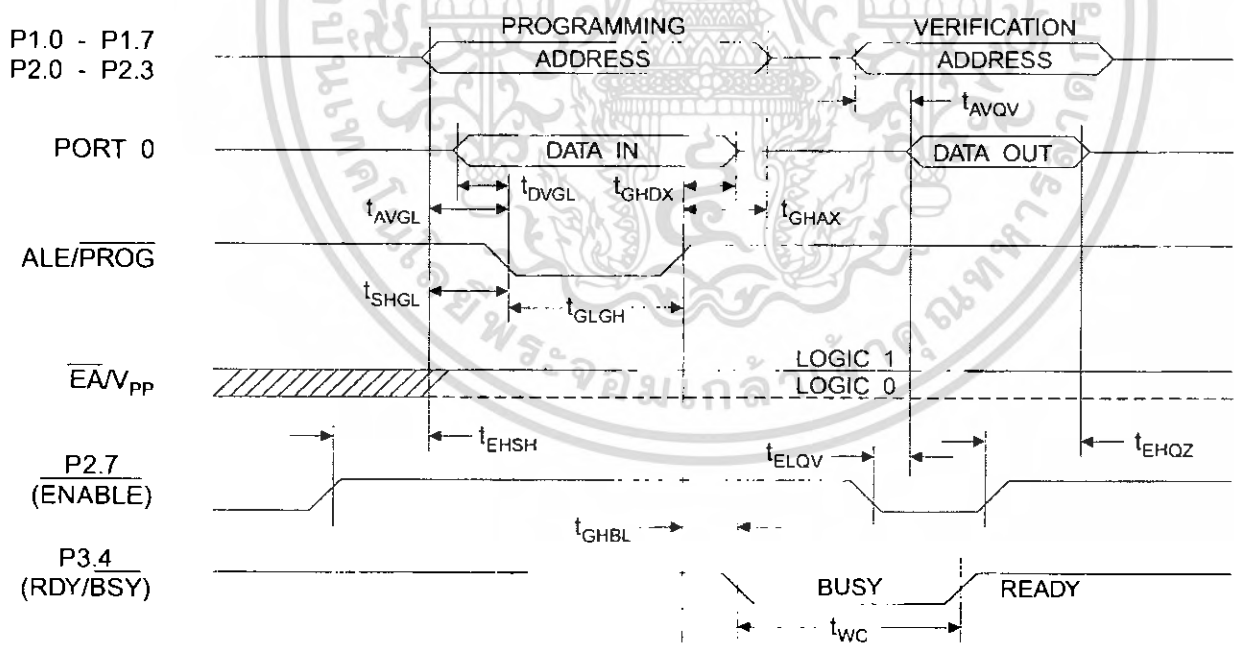 PROGRAMMING
VERIFICATION
P1.0 - P1.7
P2.0 - P2.3
ADDRESS
ADDRESS
tAVQV
PORT 0
DATA IN
DATA OUT
tDVGL
tGHDX
tAVGL
tGHAX
ALE/PROG
tSHGL
tGLGH
LOGIC 1
EA/VPP
LOGIC 0
tEHSH
tELQV
tEHQZ
P2.7
(ENABLE)
tGHBL
P3.4
(RDY/BSY)
BUSY
READY
tWC